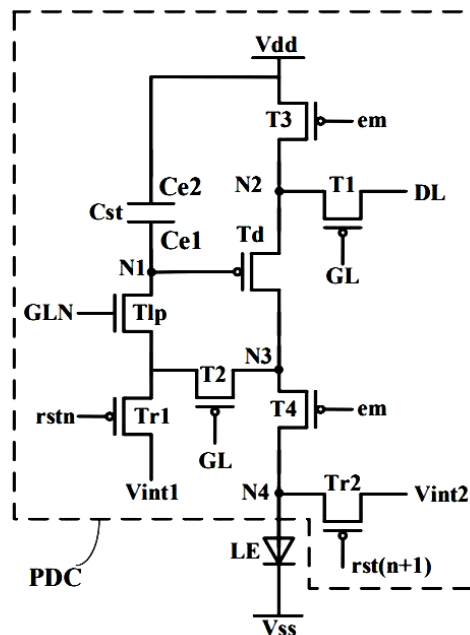 Vdd
T3
em
Ce2
N2
T1
DL
Cst
Ce1
Td
N1
GL
GLN
Tlp
N3
T2
rstn
Tr1
T4
em
GL
Vint1
N4
Tr2
Vint2
LE
rst(n+1)
PDC
Vss